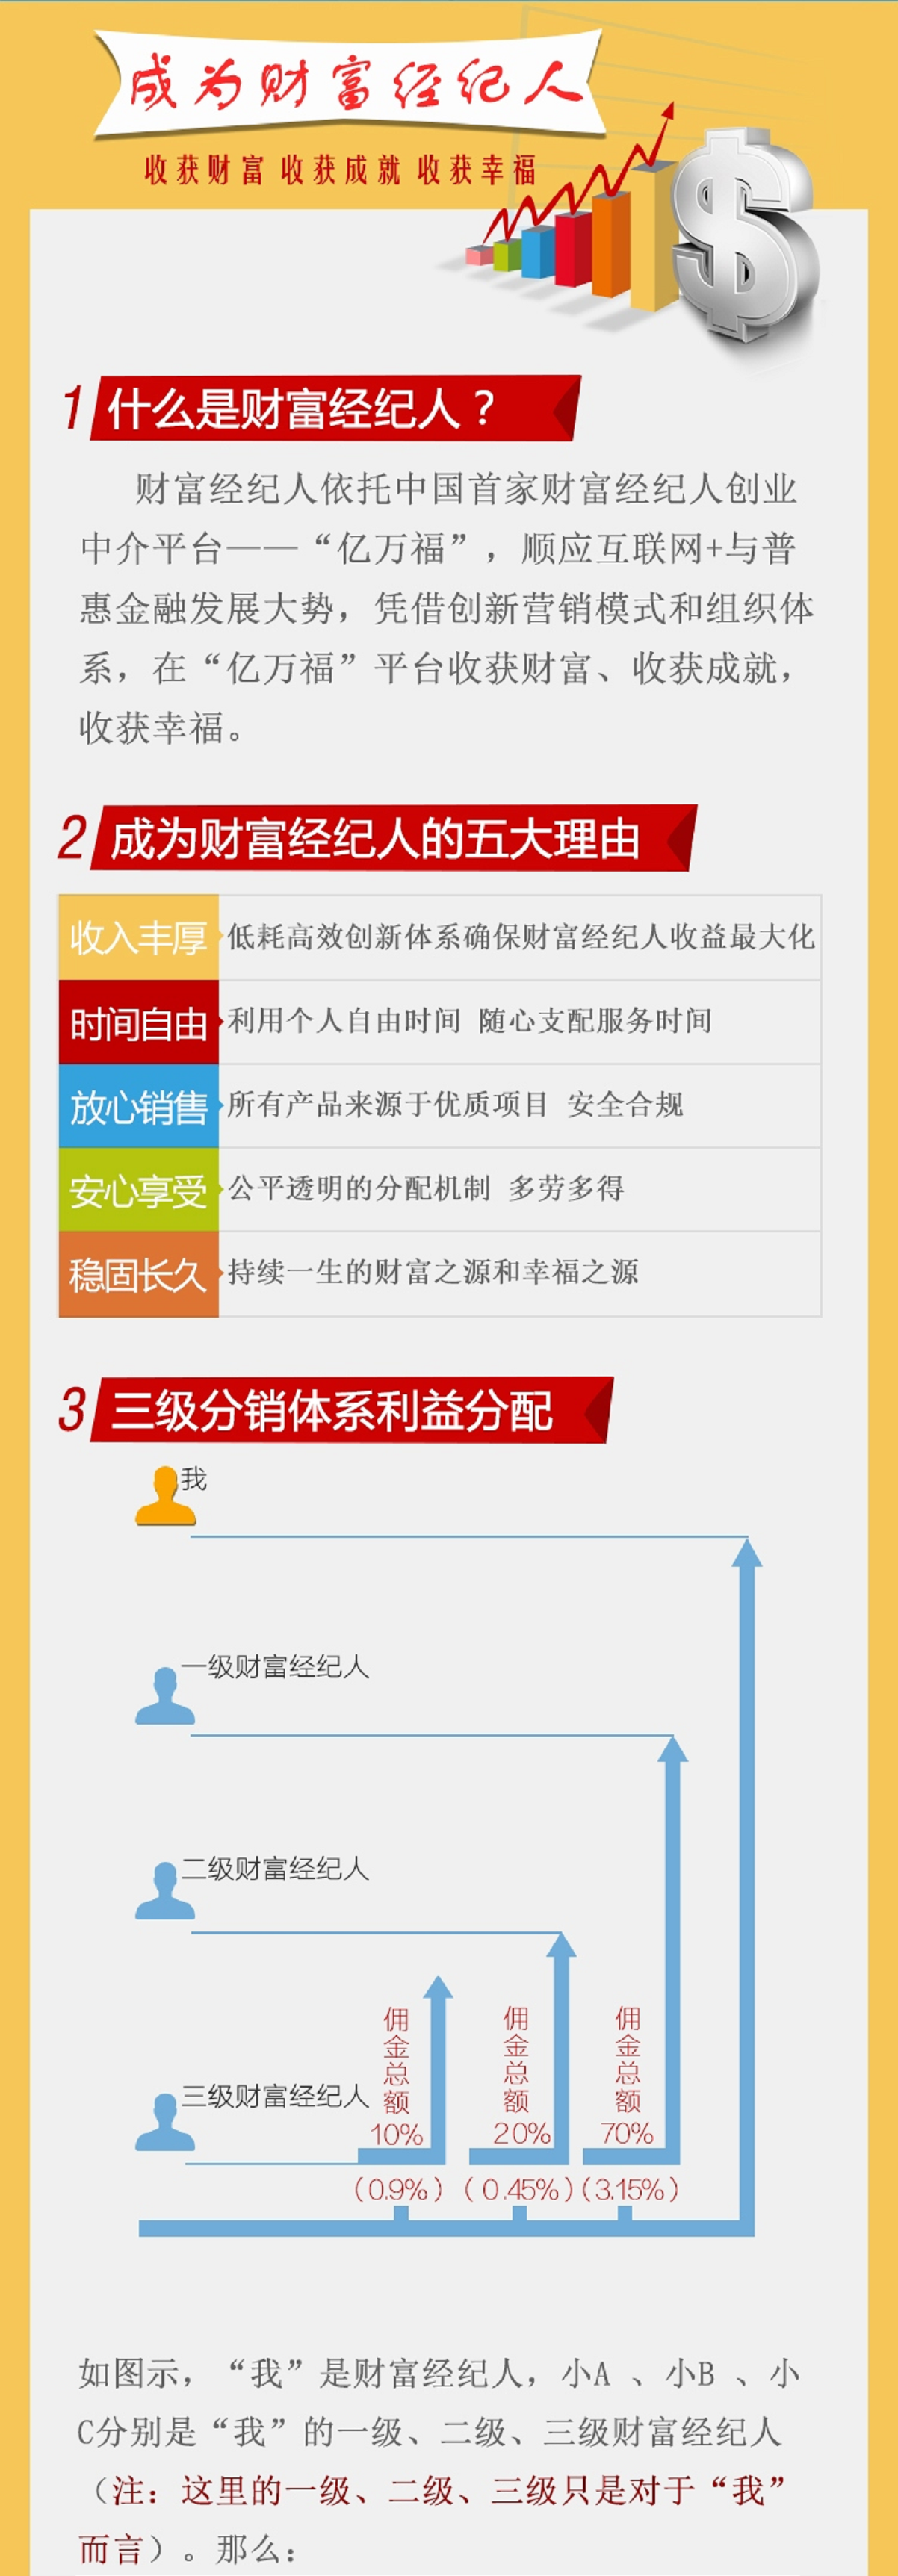 成为财富经纪人
收获财富 收获成就 收获幸福
1 什么是财富经纪人？
财富经纪人依托中国首家财富经纪人创业
中介平台——“亿万福”，顺应互联网+与普
惠金融发展大势，凭借创新营销模式和组织体
系，在“亿万福”平台收获财富、收获成就，
收获幸福。
2 成为财富经纪人的五大理由
收入丰厚 低耗高效创新体系确保财富经纪人收益最大化
时间自由 利用个人自由时间 随心支配服务时间
放心销售 所有产品来源于优质项目 安全合规
安心享受 公平透明的分配机制 多劳多得
稳固长久 持续一生的财富之源和幸福之源
3 三级分销体系利益分配
我
一级财富经纪人
二级财富经纪人
三级财富经纪人
佣金总额 10%
佣金总额 20%
佣金总额 70%
(0.9%) (0.45%) (3.15%)
如图示，“我”是财富经纪人，小A 、小B 、小
C分别是“我”的一级、二级、三级财富经纪人
（注：这里的一级、二级、三级只是对于“我”
而言）。那么：